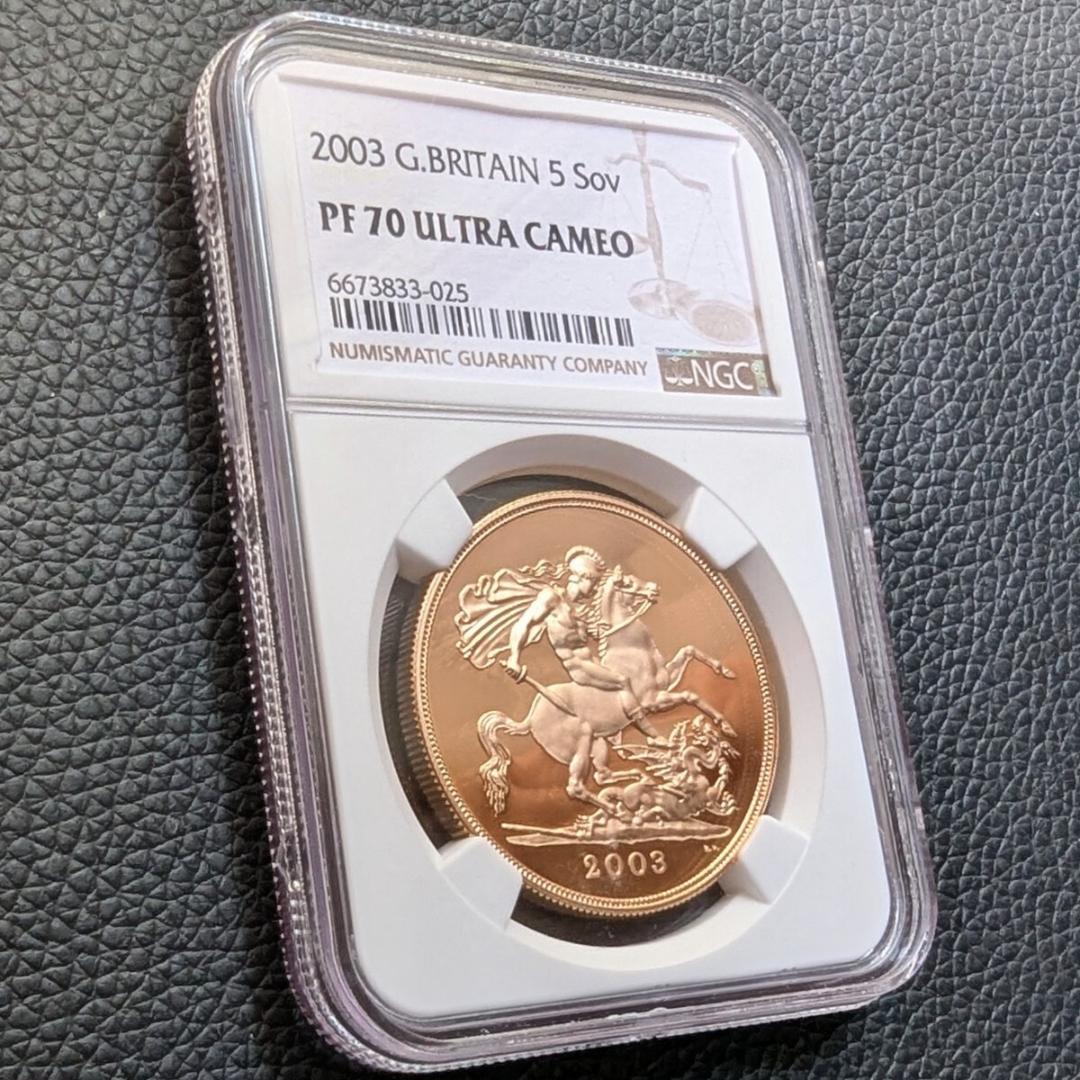 2003 G.BRITAIN 5 Sov
PF 70 ULTRA CAMEO
6673833-025
NUMISMATIC GUARANTY COMPANY
NGC
2003